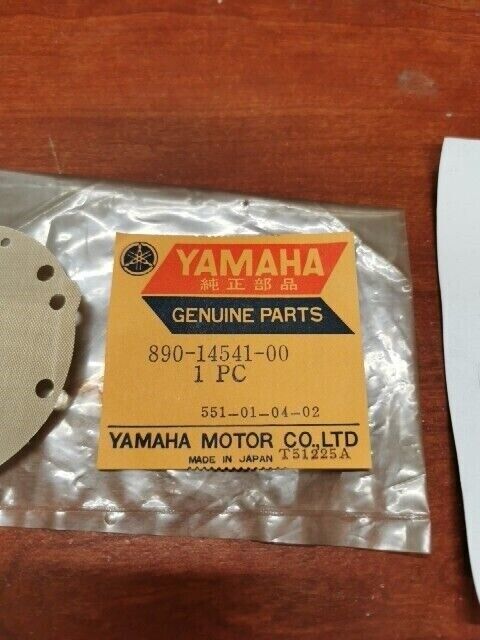 YAMAHA
純正部品
GENUINE PARTS
890-14541-00
1 PC
551-01-04-02
YAMAHA MOTOR CO.,LTD
MADE IN JAPAN T51225A